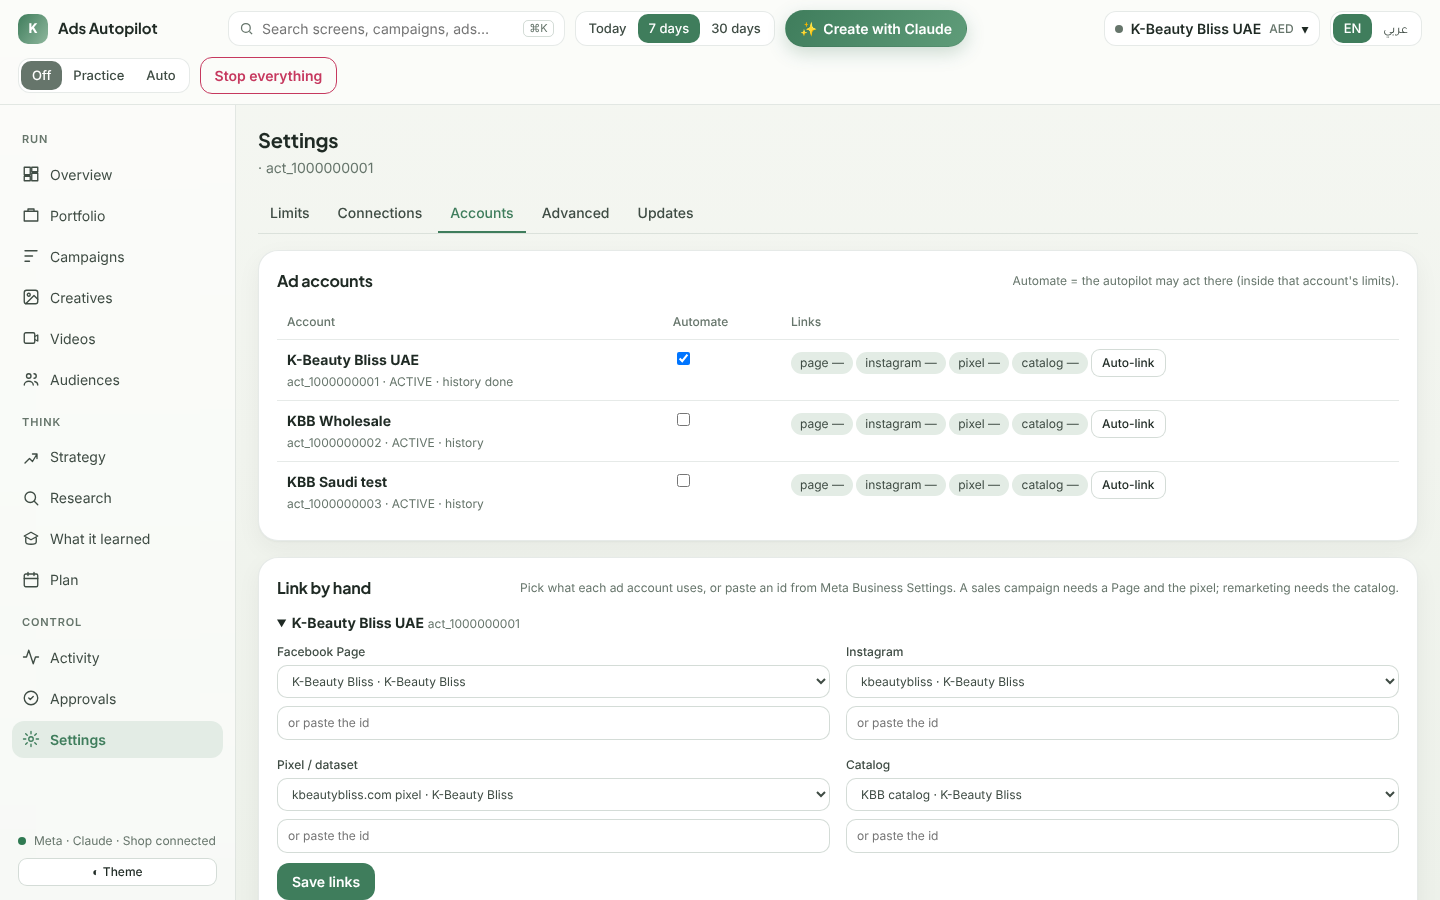 K Ads Autopilot
Search screens, campaigns, ads... ⌘K
Today 7 days 30 days
✨ Create with Claude
K-Beauty Bliss UAE AED ▾
EN عربي
Off Practice Auto
Stop everything
RUN
Overview
Portfolio
Campaigns
Creatives
Videos
Audiences
THINK
Strategy
Research
What it learned
Plan
CONTROL
Activity
Approvals
Settings
Meta · Claude · Shop connected
Theme
Settings
· act_1000000001
Limits Connections Accounts Advanced Updates
Ad accounts
Automate = the autopilot may act there (inside that account's limits).
Account Automate Links
K-Beauty Bliss UAE
act_1000000001 · ACTIVE · history done
page — instagram — pixel — catalog — Auto-link
KBB Wholesale
act_1000000002 · ACTIVE · history
page — instagram — pixel — catalog — Auto-link
KBB Saudi test
act_1000000003 · ACTIVE · history
page — instagram — pixel — catalog — Auto-link
Link by hand
Pick what each ad account uses, or paste an id from Meta Business Settings. A sales campaign needs a Page and the pixel; remarketing needs the catalog.
▼ K-Beauty Bliss UAE act_1000000001
Facebook Page
K-Beauty Bliss · K-Beauty Bliss
or paste the id
Instagram
kbeautybliss · K-Beauty Bliss
or paste the id
Pixel / dataset
kbeautybliss.com pixel · K-Beauty Bliss
or paste the id
Catalog
KBB catalog · K-Beauty Bliss
or paste the id
Save links